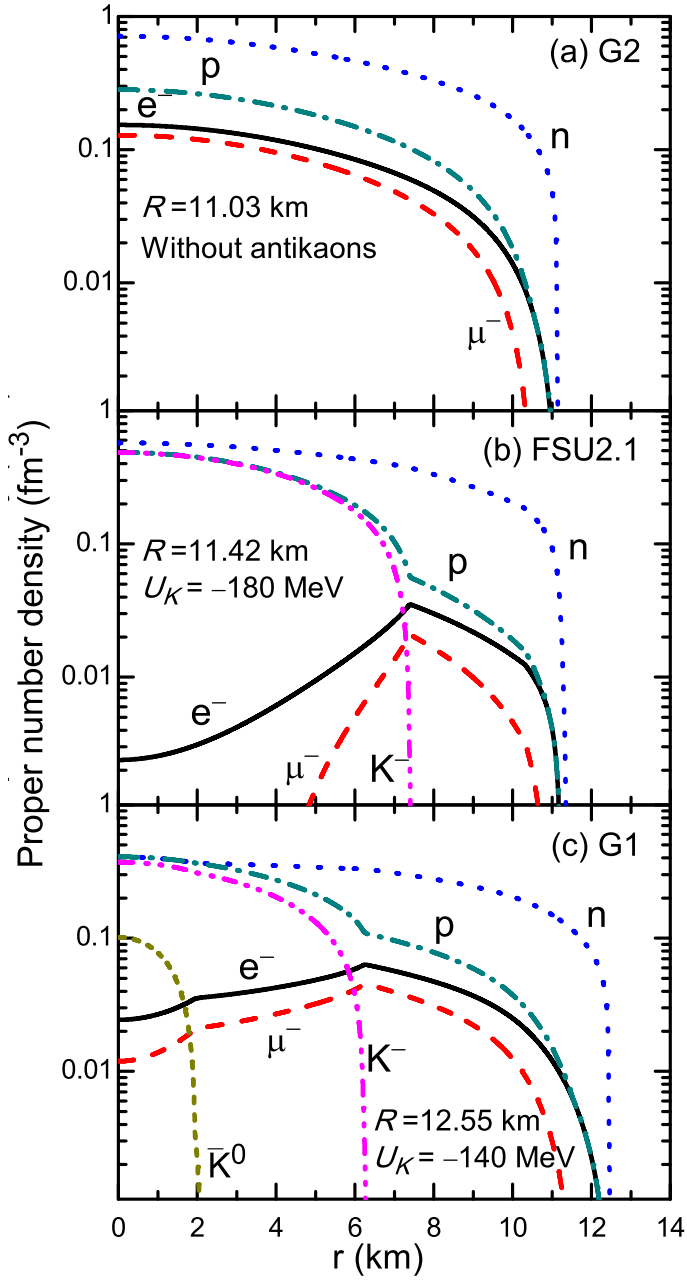 Proper number density (fm⁻³)
1
0.1
0.01
1
(a) G2
p
e⁻
n
R =11.03 km
Without antikaons
μ⁻
0.1
0.01
1
(b) FSU2.1
R =11.42 km
U_K = −180 MeV
p
n
e⁻
μ⁻
K⁻
0.1
0.01
(c) G1
n
p
e⁻
μ⁻
K⁻
R =12.55 km
U_K = −140 MeV
K̅⁰
0 2 4 6 8 10 12 14
r (km)